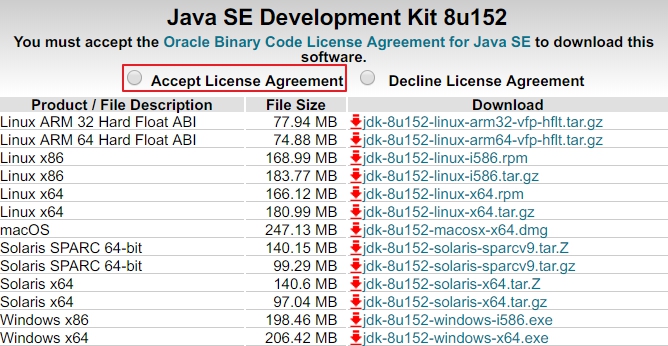 Java SE Development Kit 8u152
You must accept the Oracle Binary Code License Agreement for Java SE to download this
software.
Accept License Agreement Decline License Agreement
Product / File Description File Size Download
Linux ARM 32 Hard Float ABI 77.94 MB jdk-8u152-linux-arm32-vfp-hflt.tar.gz
Linux ARM 64 Hard Float ABI 74.88 MB jdk-8u152-linux-arm64-vfp-hflt.tar.gz
Linux x86 168.99 MB jdk-8u152-linux-i586.rpm
Linux x86 183.77 MB jdk-8u152-linux-i586.tar.gz
Linux x64 166.12 MB jdk-8u152-linux-x64.rpm
Linux x64 180.99 MB jdk-8u152-linux-x64.tar.gz
macOS 247.13 MB jdk-8u152-macosx-x64.dmg
Solaris SPARC 64-bit 140.15 MB jdk-8u152-solaris-sparcv9.tar.Z
Solaris SPARC 64-bit 99.29 MB jdk-8u152-solaris-sparcv9.tar.gz
Solaris x64 140.6 MB jdk-8u152-solaris-x64.tar.Z
Solaris x64 97.04 MB jdk-8u152-solaris-x64.tar.gz
Windows x86 198.46 MB jdk-8u152-windows-i586.exe
Windows x64 206.42 MB jdk-8u152-windows-x64.exe